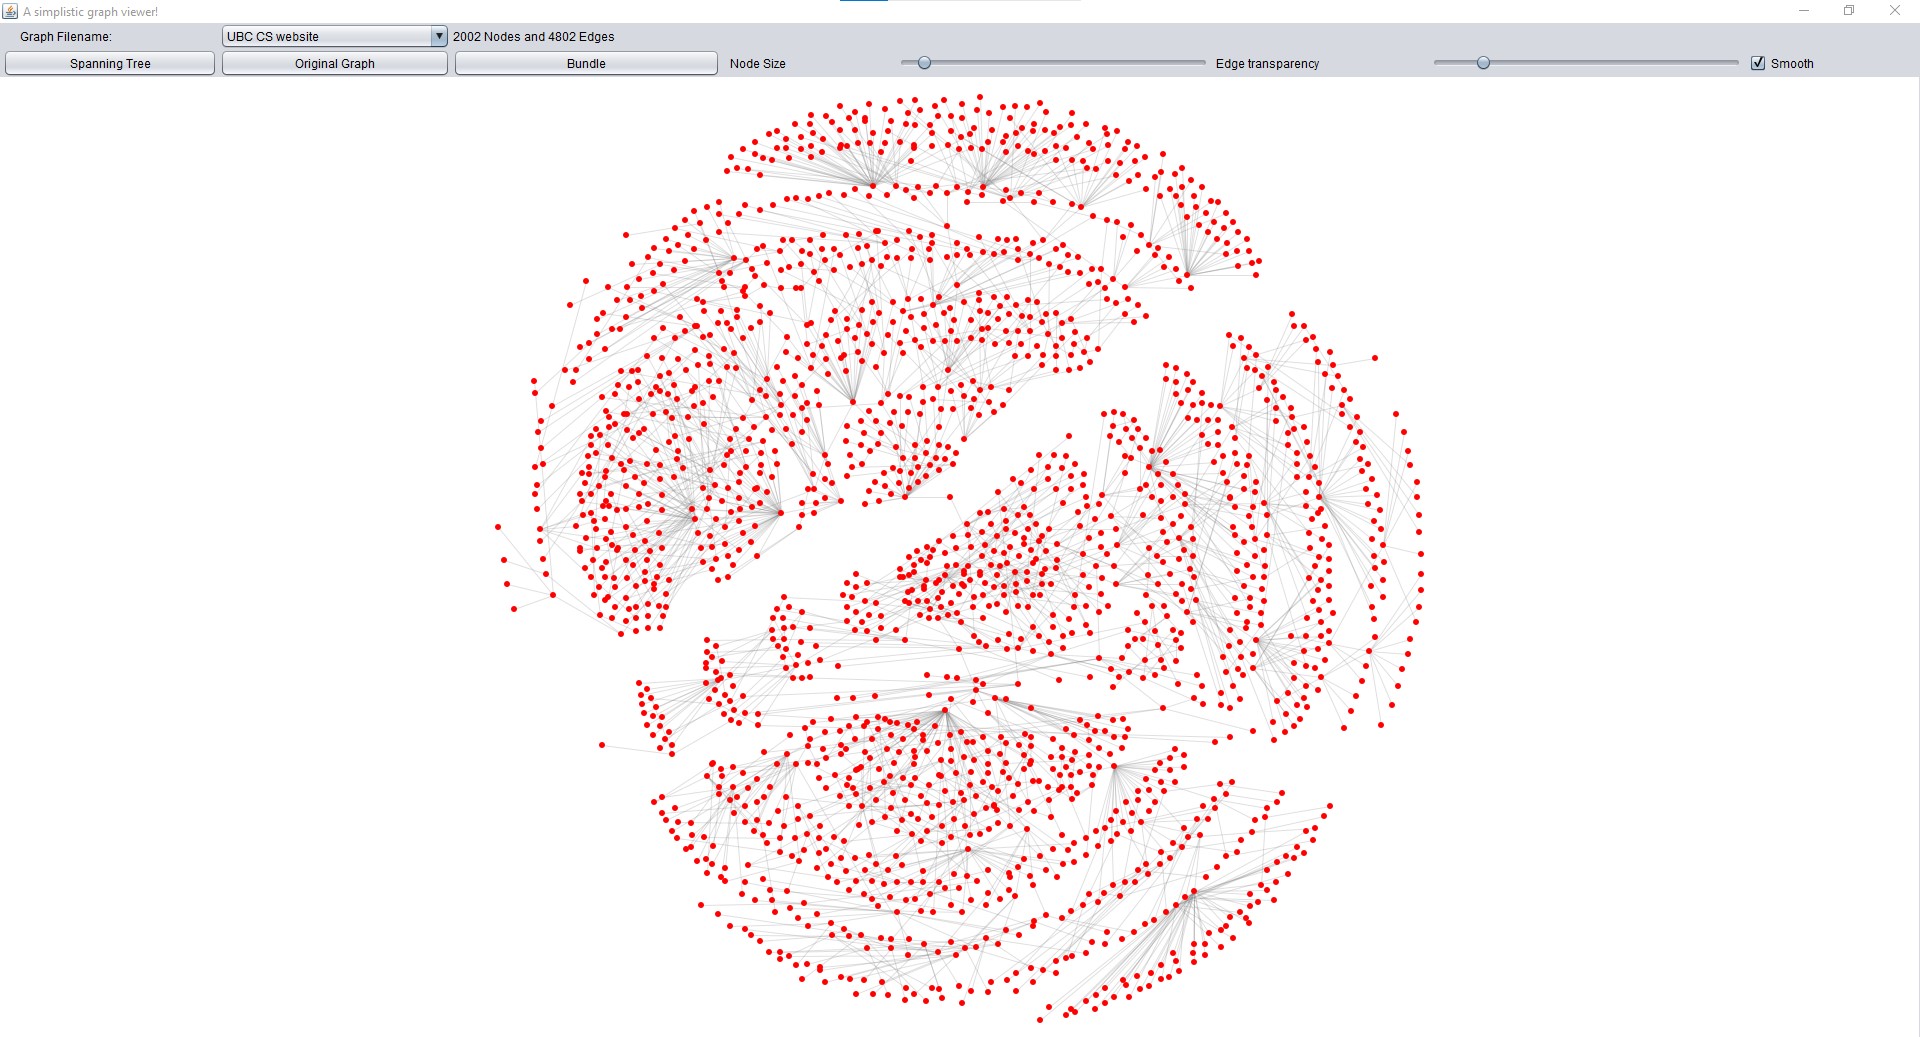 A simplistic graph viewer!
Graph Filename: UBC CS website 2002 Nodes and 4802 Edges
Spanning Tree Original Graph Bundle Node Size Edge transparency Smooth